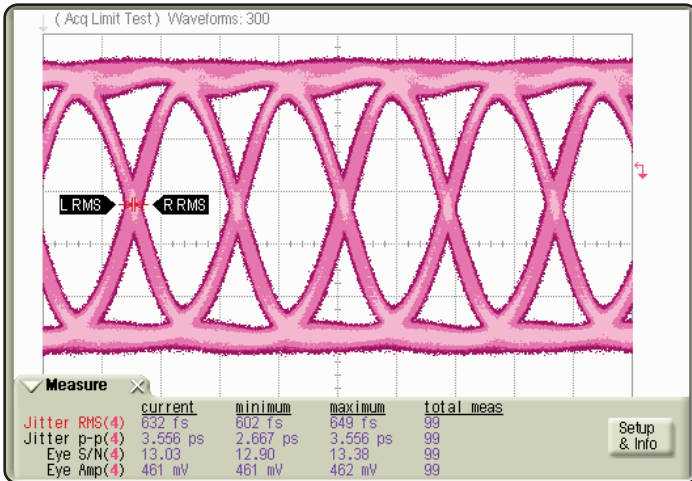 ( Acq Limit Test ) Waveforms: 300
L RMS R RMS
Measure
current minimum maximum total meas
Jitter RMS(4) 632 fs 602 fs 649 fs 99
Jitter p-p(4) 3.556 ps 2.667 ps 3.556 ps 99
Eye S/N(4) 13.03 12.90 13.38 99
Eye Amp(4) 461 mV 461 mV 462 mV 99
Setup
& Info